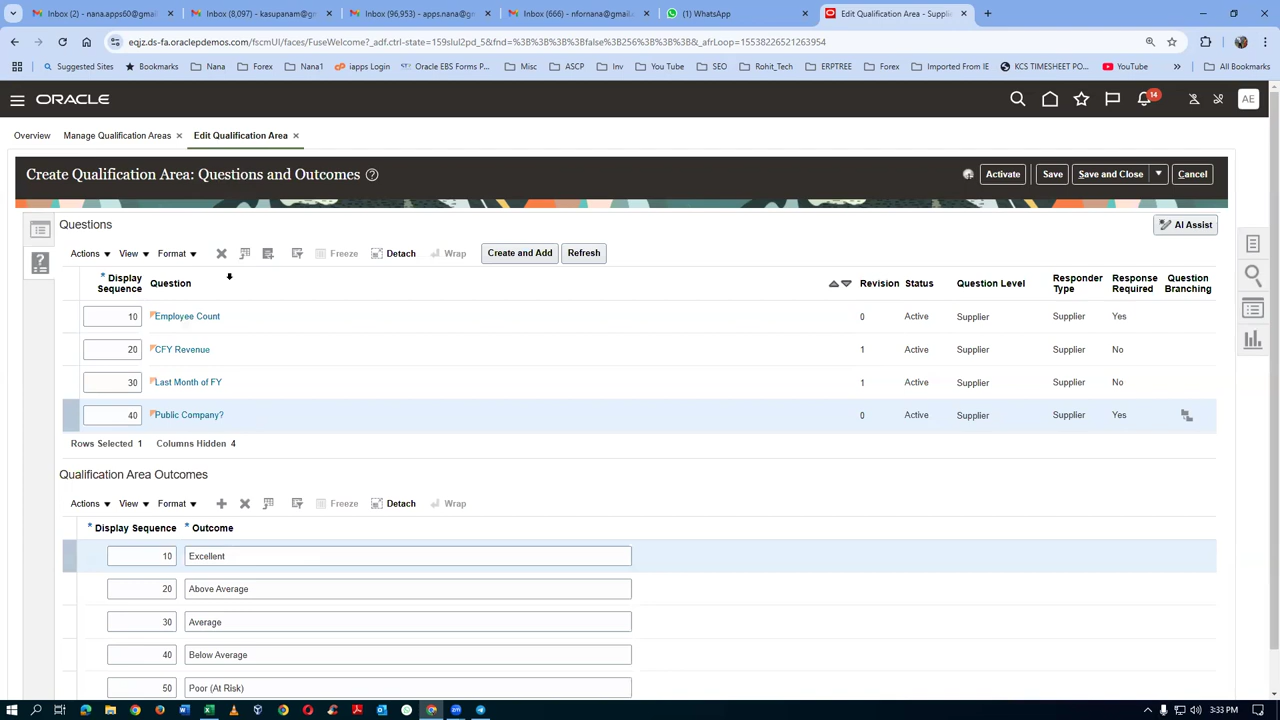 Inbox (2) - nana.apps60@gmail.c
Inbox (8,097) - kasupanam@gm
Inbox (96,953) - apps.nana@gm
Inbox (666) - nfornana@gmail.c
(1) WhatsApp
Edit Qualification Area - Supplie
eqjz.ds-fa.oraclepdemos.com/fscmUI/faces/FuseWelcome?_adf.ctrl-state=159slul2pd_5&fnd=%3B%3B%3B%3Bfalse%3B256%3B%3B%3B&_afrLoop=15538226521263954
Suggested Sites
Bookmarks
Nana
Forex
Nana1
iapps Login
Oracle EBS Forms P...
Misc
ASCP
Inv
You Tube
SEO
Rohit_Tech
ERPTREE
Forex
Imported From IE
KCS TIMESHEET PO...
YouTube
All Bookmarks
ORACLE
14
AE
Overview
Manage Qualification Areas
Edit Qualification Area
Create Qualification Area: Questions and Outcomes
Activate
Save
Save and Close
Cancel
Questions
AI Assist
Actions
View
Format
Freeze
Detach
Wrap
Create and Add
Refresh
* Display Sequence
Question
Revision
Status
Question Level
Responder Type
Response Required
Question Branching
10 Employee Count 0 Active Supplier Supplier Yes
20 CFY Revenue 1 Active Supplier Supplier No
30 Last Month of FY 1 Active Supplier Supplier No
40 Public Company? 0 Active Supplier Supplier Yes
Rows Selected 1 Columns Hidden 4
Qualification Area Outcomes
Actions
View
Format
Freeze
Detach
Wrap
* Display Sequence * Outcome
10 Excellent
20 Above Average
30 Average
40 Below Average
50 Poor (At Risk)
3:33 PM